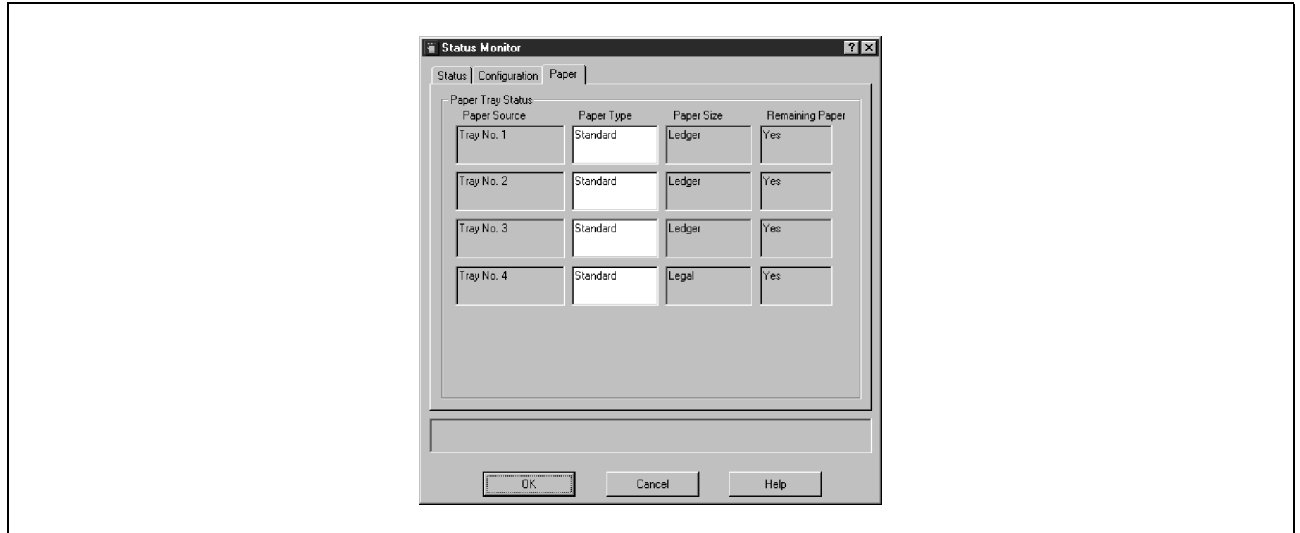 Status Monitor
Status Configuration Paper
Paper Tray Status
Paper Source Paper Type Paper Size Remaining Paper
Tray No. 1 Standard Ledger Yes
Tray No. 2 Standard Ledger Yes
Tray No. 3 Standard Ledger Yes
Tray No. 4 Standard Legal Yes
OK Cancel Help